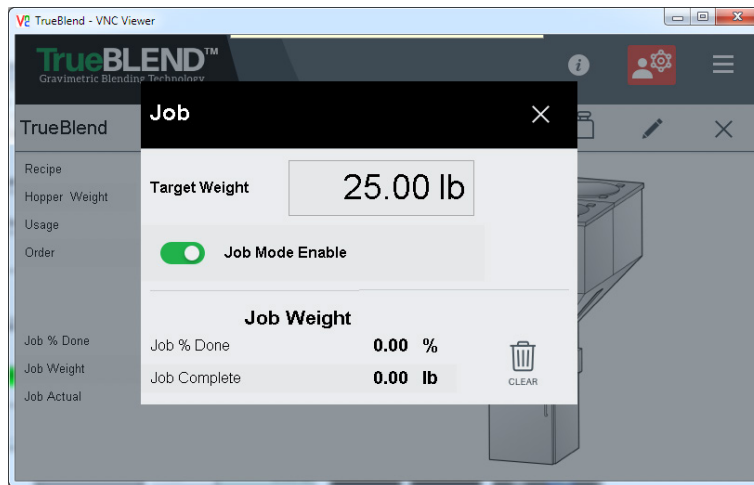 TrueBlend - VNC Viewer
TrueBLEND™
Gravimetric Blending Technology
TrueBlend
Job
Recipe
Hopper Weight
Usage
Order
Target Weight 25.00 lb
Job Mode Enable
Job Weight
Job % Done
Job Weight
Job Actual
Job % Done 0.00 %
Job Complete 0.00 lb
CLEAR